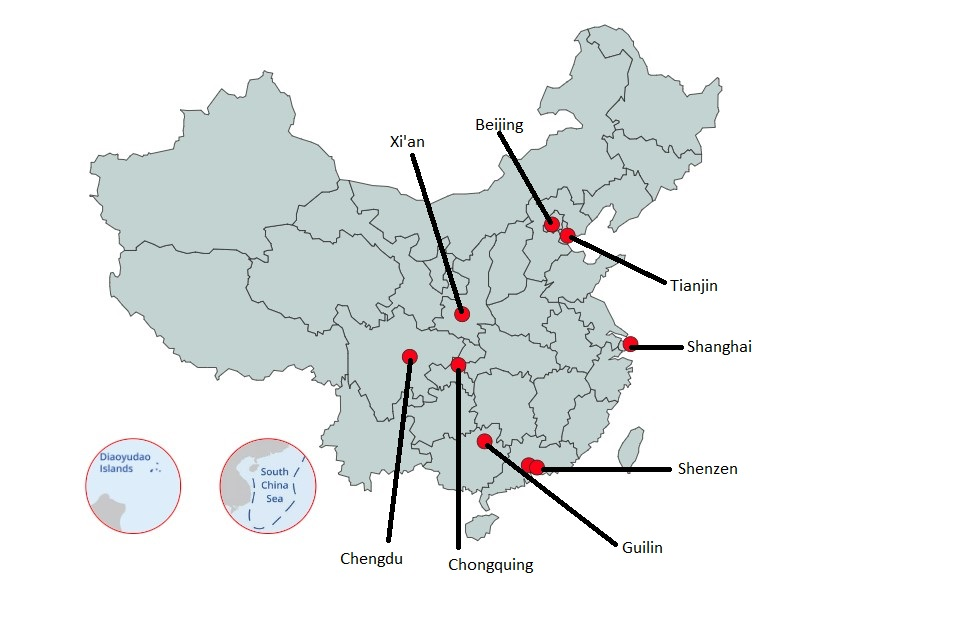 Beijing
Xi'an
Tianjin
Shanghai
Diaoyudao
Islands
South
China
Sea
Shenzen
Guilin
Chengdu
Chongquing